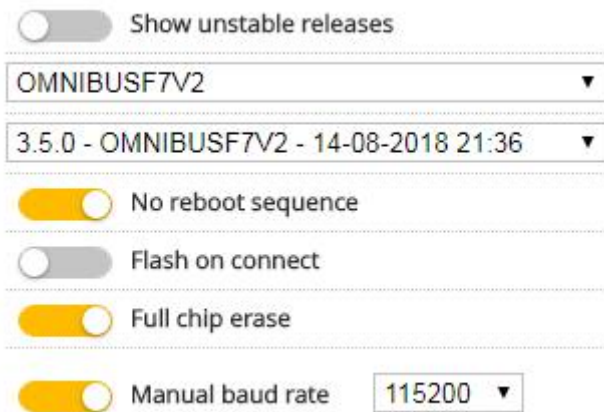 Show unstable releases
OMNIBUSF7V2
3.5.0 - OMNIBUSF7V2 - 14-08-2018 21:36
No reboot sequence
Flash on connect
Full chip erase
Manual baud rate 115200